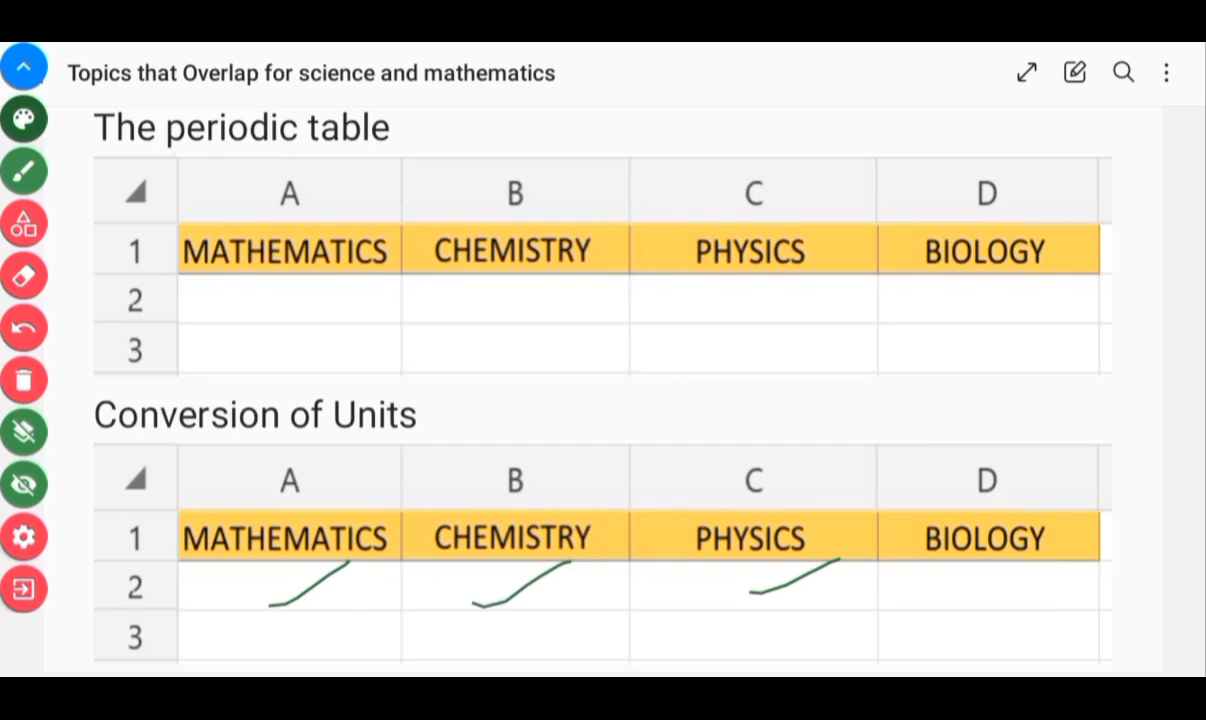 Topics that Overlap for science and mathematics
The periodic table
A B C D
1 MATHEMATICS CHEMISTRY PHYSICS BIOLOGY
2
3
Conversion of Units
A B C D
1 MATHEMATICS CHEMISTRY PHYSICS BIOLOGY
2
3